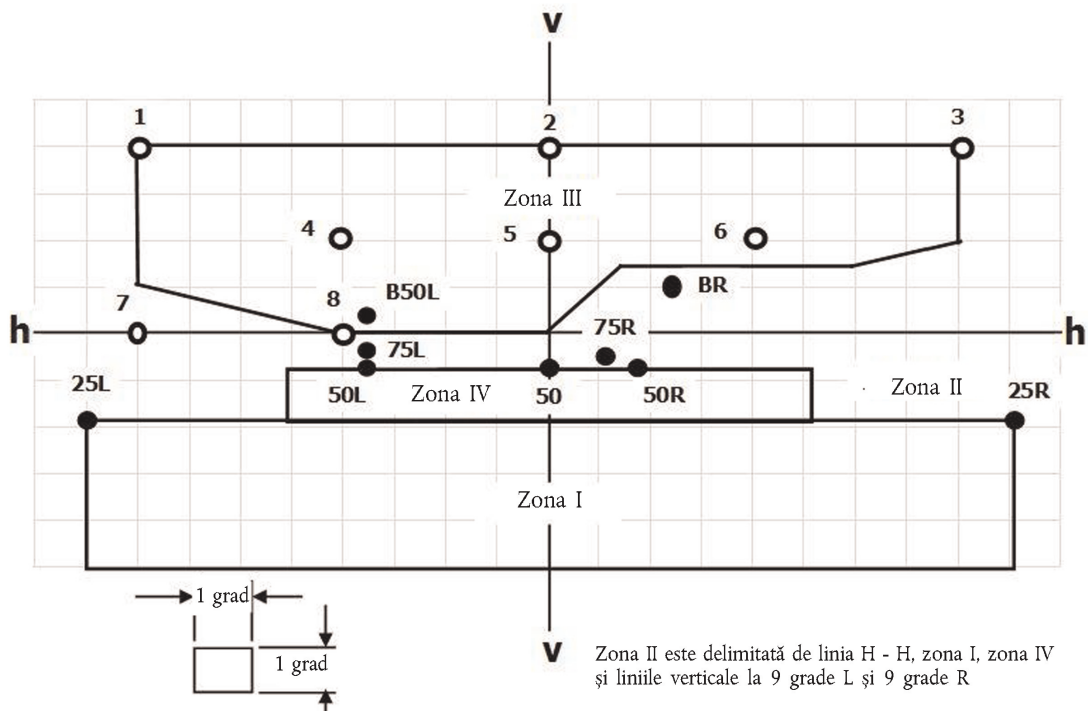 v
1
2
3
Zona III
4
5
6
B50L
BR
7
8
h
h
75R
75L
25L
50L
Zona IV
50
50R
Zona II
25R
Zona I
1 grad
1 grad
v
Zona II este delimitată de linia H - H, zona I, zona IV
și liniile verticale la 9 grade L și 9 grade R